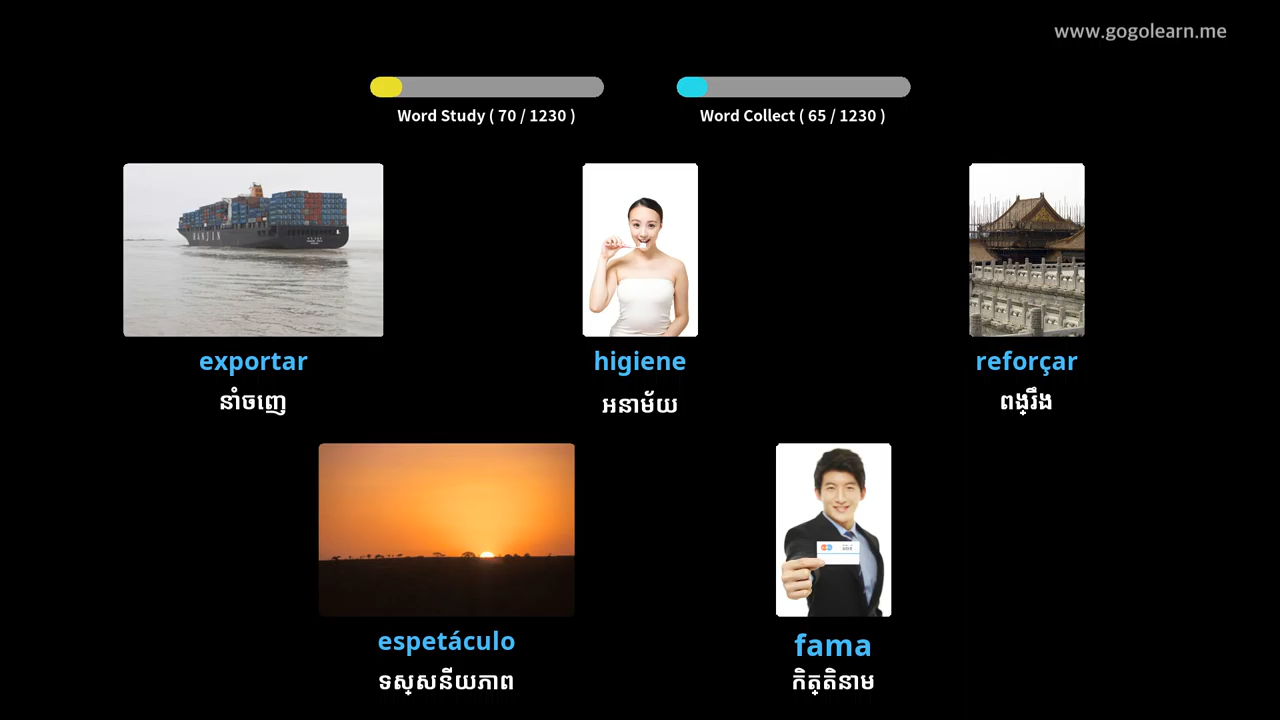 www.gogolearn.me
Word Study ( 70 / 1230 )
Word Collect ( 65 / 1230 )
HANJIN
exportar
higiene
reforçar
នាំចេញ
អនាម័យ
ពង្រឹង
espetáculo
fama
ទស្សនីយភាព
កិត្តិនាម